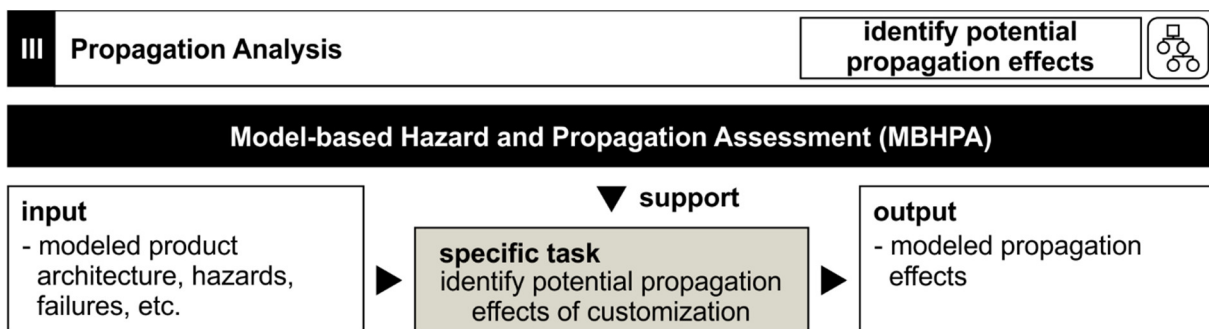 III Propagation Analysis
identify potential
propagation effects
Model-based Hazard and Propagation Assessment (MBHPA)
input
- modeled product
architecture, hazards,
failures, etc.
support
specific task
identify potential propagation
effects of customization
output
- modeled propagation
effects